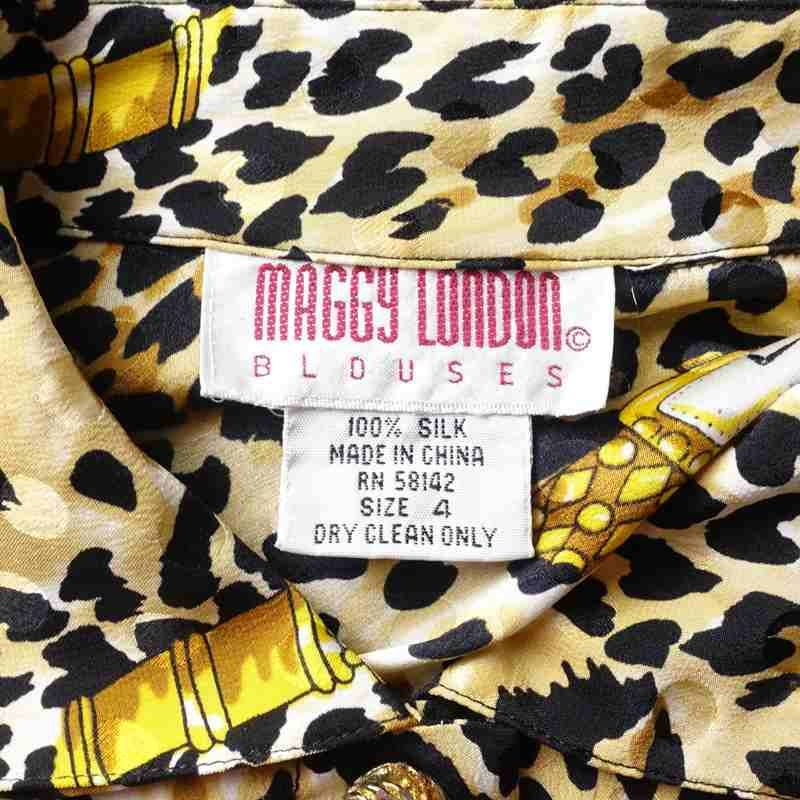 MAGGY LONDON ©
BLOUSES
100% SILK
MADE IN CHINA
RN 58142
SIZE 4
DRY CLEAN ONLY